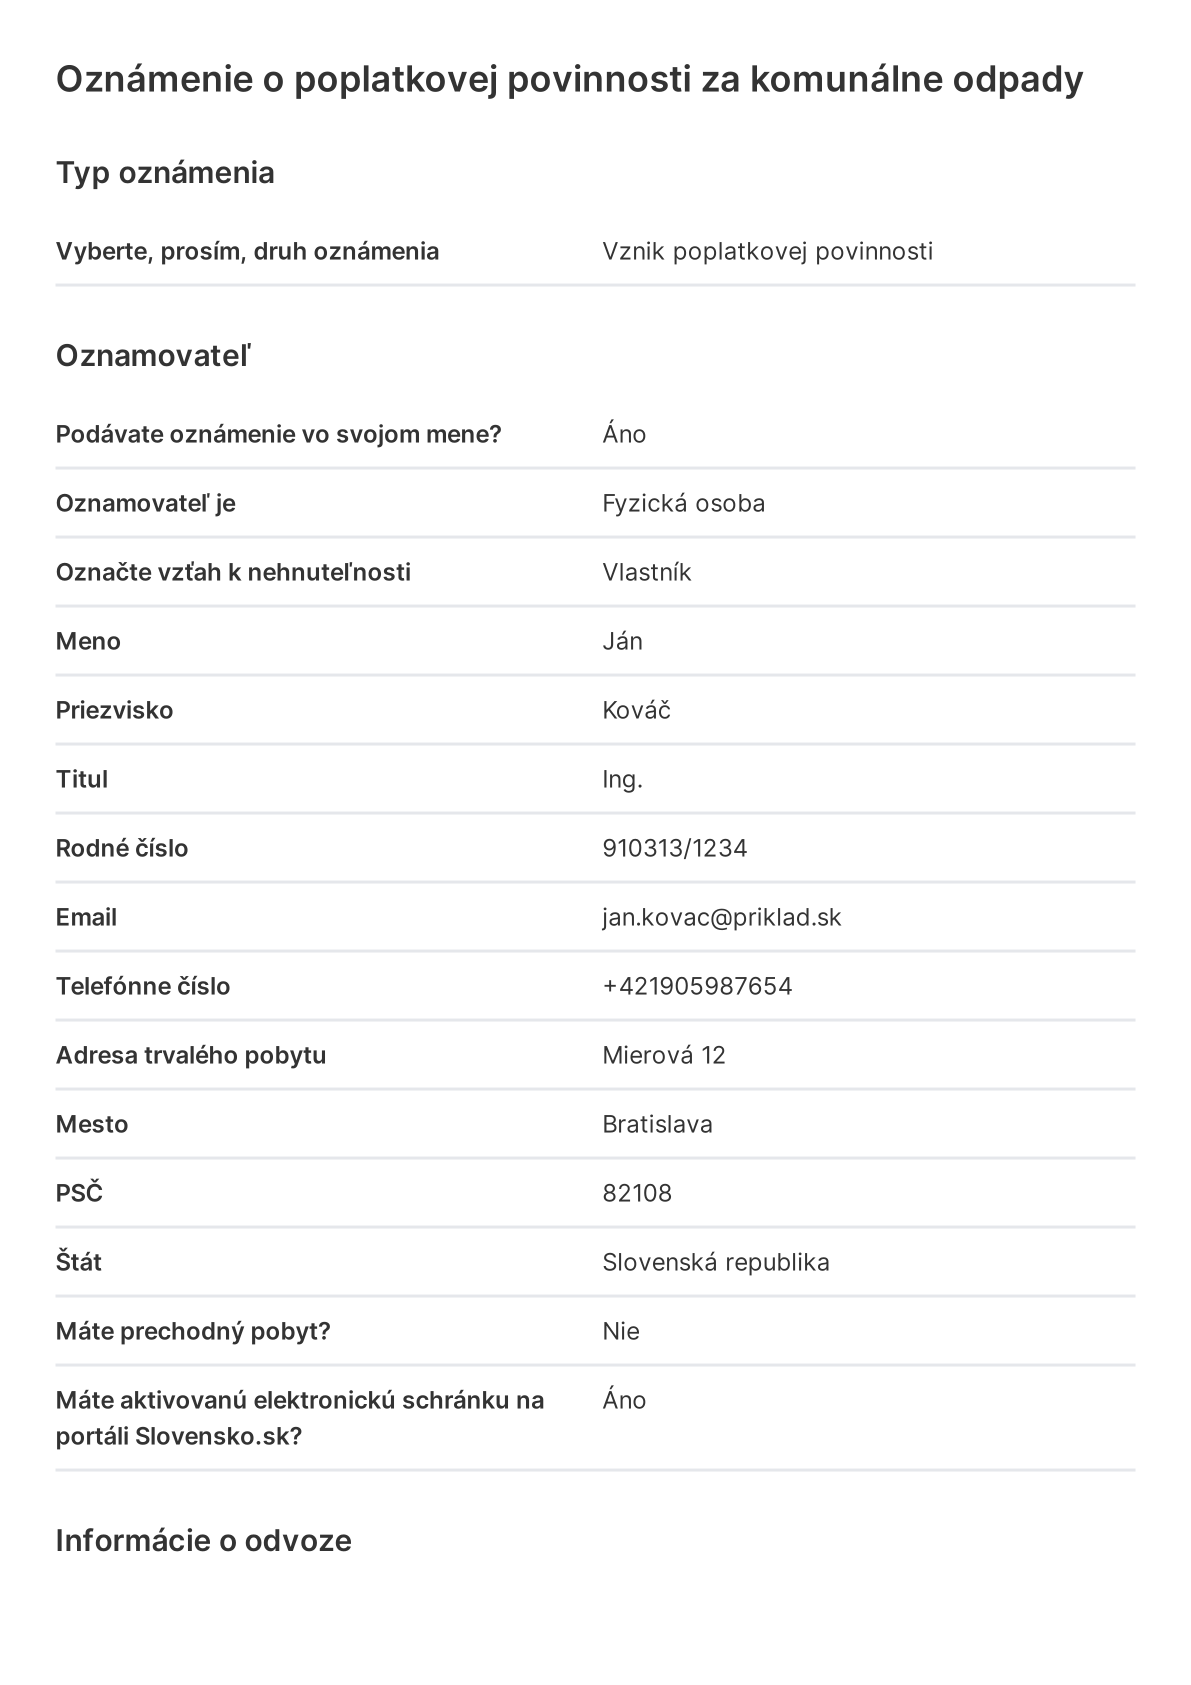 Oznámenie o poplatkovej povinnosti za komunálne odpady
Typ oznámenia
Vyberte, prosím, druh oznámenia Vznik poplatkovej povinnosti
Oznamovateľ
Podávate oznámenie vo svojom mene? Áno
Oznamovateľ je Fyzická osoba
Označte vzťah k nehnuteľnosti Vlastník
Meno Ján
Priezvisko Kováč
Titul Ing.
Rodné číslo 910313/1234
Email jan.kovac@priklad.sk
Telefónne číslo +421905987654
Adresa trvalého pobytu Mierová 12
Mesto Bratislava
PSČ 82108
Štát Slovenská republika
Máte prechodný pobyt? Nie
Máte aktivovanú elektronickú schránku na Áno
portáli Slovensko.sk?
Informácie o odvoze